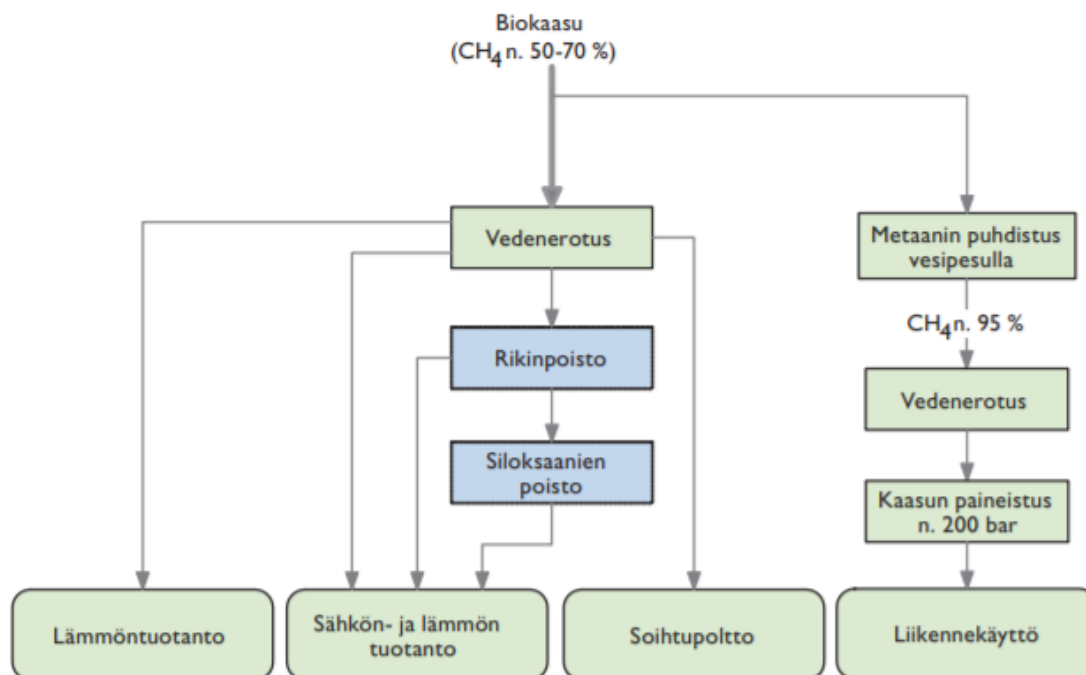 Biokaasu
(CH4 n. 50-70 %)
Vedenerotus
Metaanin puhdistus
vesipesulla
CH4 n. 95 %
Rikinpoisto
Vedenerotus
Siloksaanien
poisto
Kaasun paineistus
n. 200 bar
Lämmöntuotanto
Sähkön- ja lämmön
tuotanto
Soihtupoltto
Liikennekäyttö